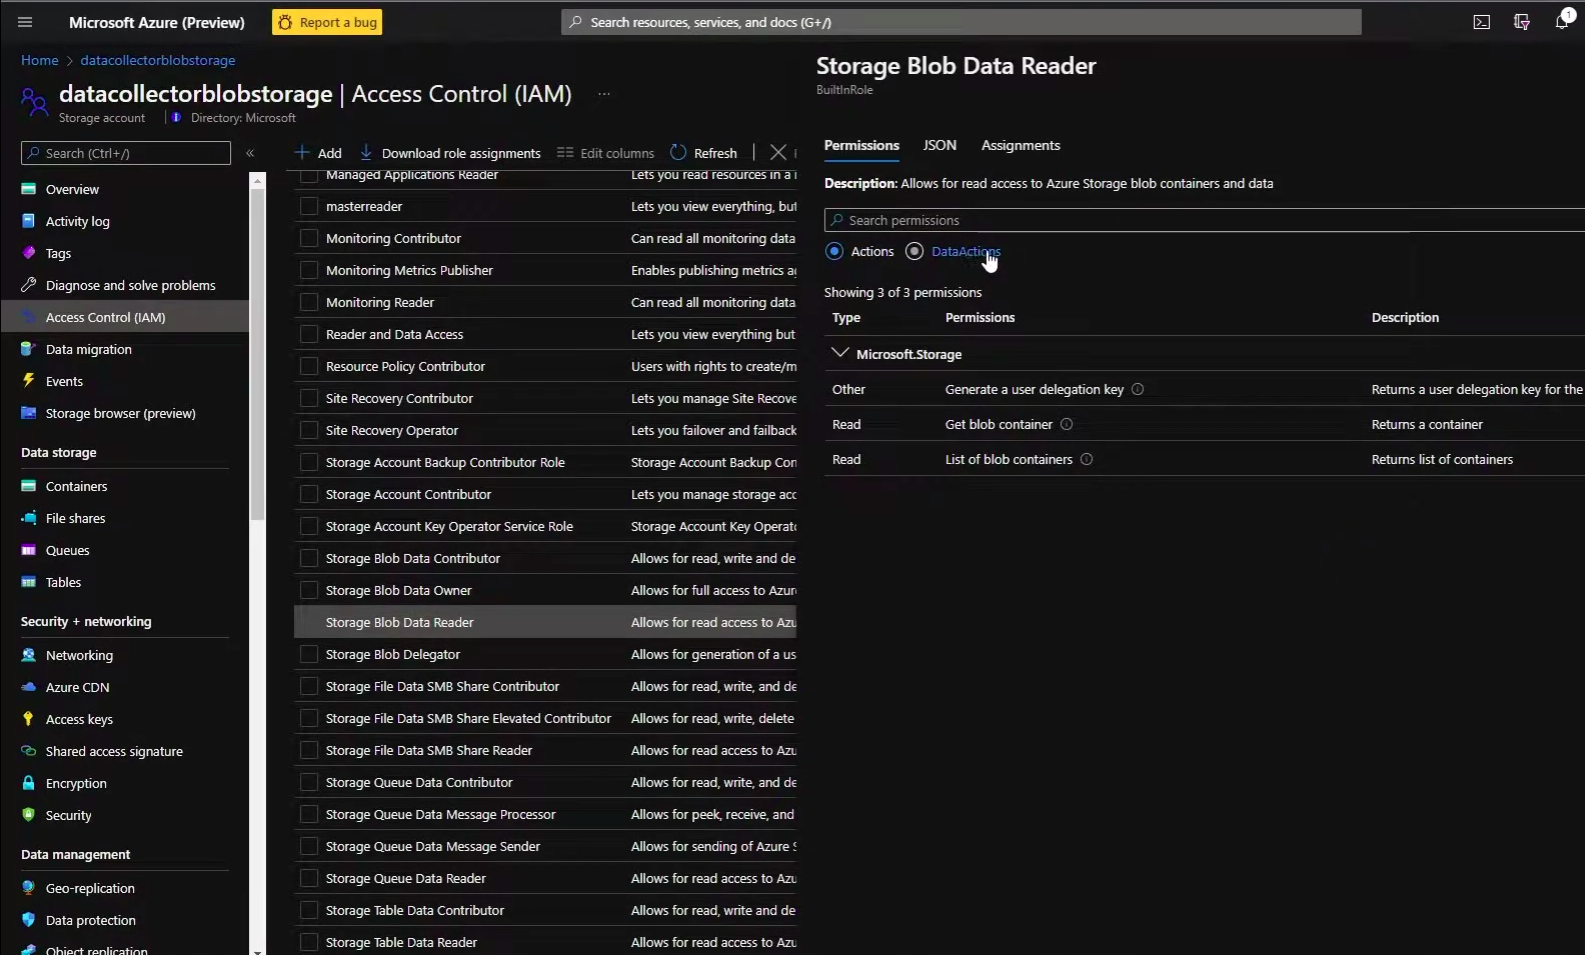 Microsoft Azure (Preview)
Report a bug
Search resources, services, and docs (G+/)
1
Home > datacollectorblobstorage
datacollectorblobstorage | Access Control (IAM) ...
Storage account
Directory: Microsoft
Search (Ctrl+/)
Overview
Activity log
Tags
Diagnose and solve problems
Access Control (IAM)
Data migration
Events
Storage browser (preview)
Data storage
Containers
File shares
Queues
Tables
Security + networking
Networking
Azure CDN
Access keys
Shared access signature
Encryption
Security
Data management
Geo-replication
Data protection
Object replication
Add
Download role assignments
Edit columns
Refresh
Managed Applications Reader Lets you read resources in a
masterreader Lets you view everything, but
Monitoring Contributor Can read all monitoring data
Monitoring Metrics Publisher Enables publishing metrics a
Monitoring Reader Can read all monitoring data
Reader and Data Access Lets you view everything but
Resource Policy Contributor Users with rights to create/m
Site Recovery Contributor Lets you manage Site Recove
Site Recovery Operator Lets you failover and failback
Storage Account Backup Contributor Role Storage Account Backup Con
Storage Account Contributor Lets you manage storage acc
Storage Account Key Operator Service Role Storage Account Key Operato
Storage Blob Data Contributor Allows for read, write and de
Storage Blob Data Owner Allows for full access to Azur
Storage Blob Data Reader Allows for read access to Azu
Storage Blob Delegator Allows for generation of a us
Storage File Data SMB Share Contributor Allows for read, write, and de
Storage File Data SMB Share Elevated Contributor Allows for read, write, delete
Storage File Data SMB Share Reader Allows for read access to Azu
Storage Queue Data Contributor Allows for read, write, and de
Storage Queue Data Message Processor Allows for peek, receive, and
Storage Queue Data Message Sender Allows for sending of Azure S
Storage Queue Data Reader Allows for read access to Azu
Storage Table Data Contributor Allows for read, write and de
Storage Table Data Reader Allows for read access to Azu
Storage Blob Data Reader
BuiltInRole
Permissions
JSON
Assignments
Description: Allows for read access to Azure Storage blob containers and data
Search permissions
Actions
DataActions
Showing 3 of 3 permissions
Type Permissions Description
Microsoft.Storage
Other Generate a user delegation key Returns a user delegation key for the
Read Get blob container Returns a container
Read List of blob containers Returns list of containers